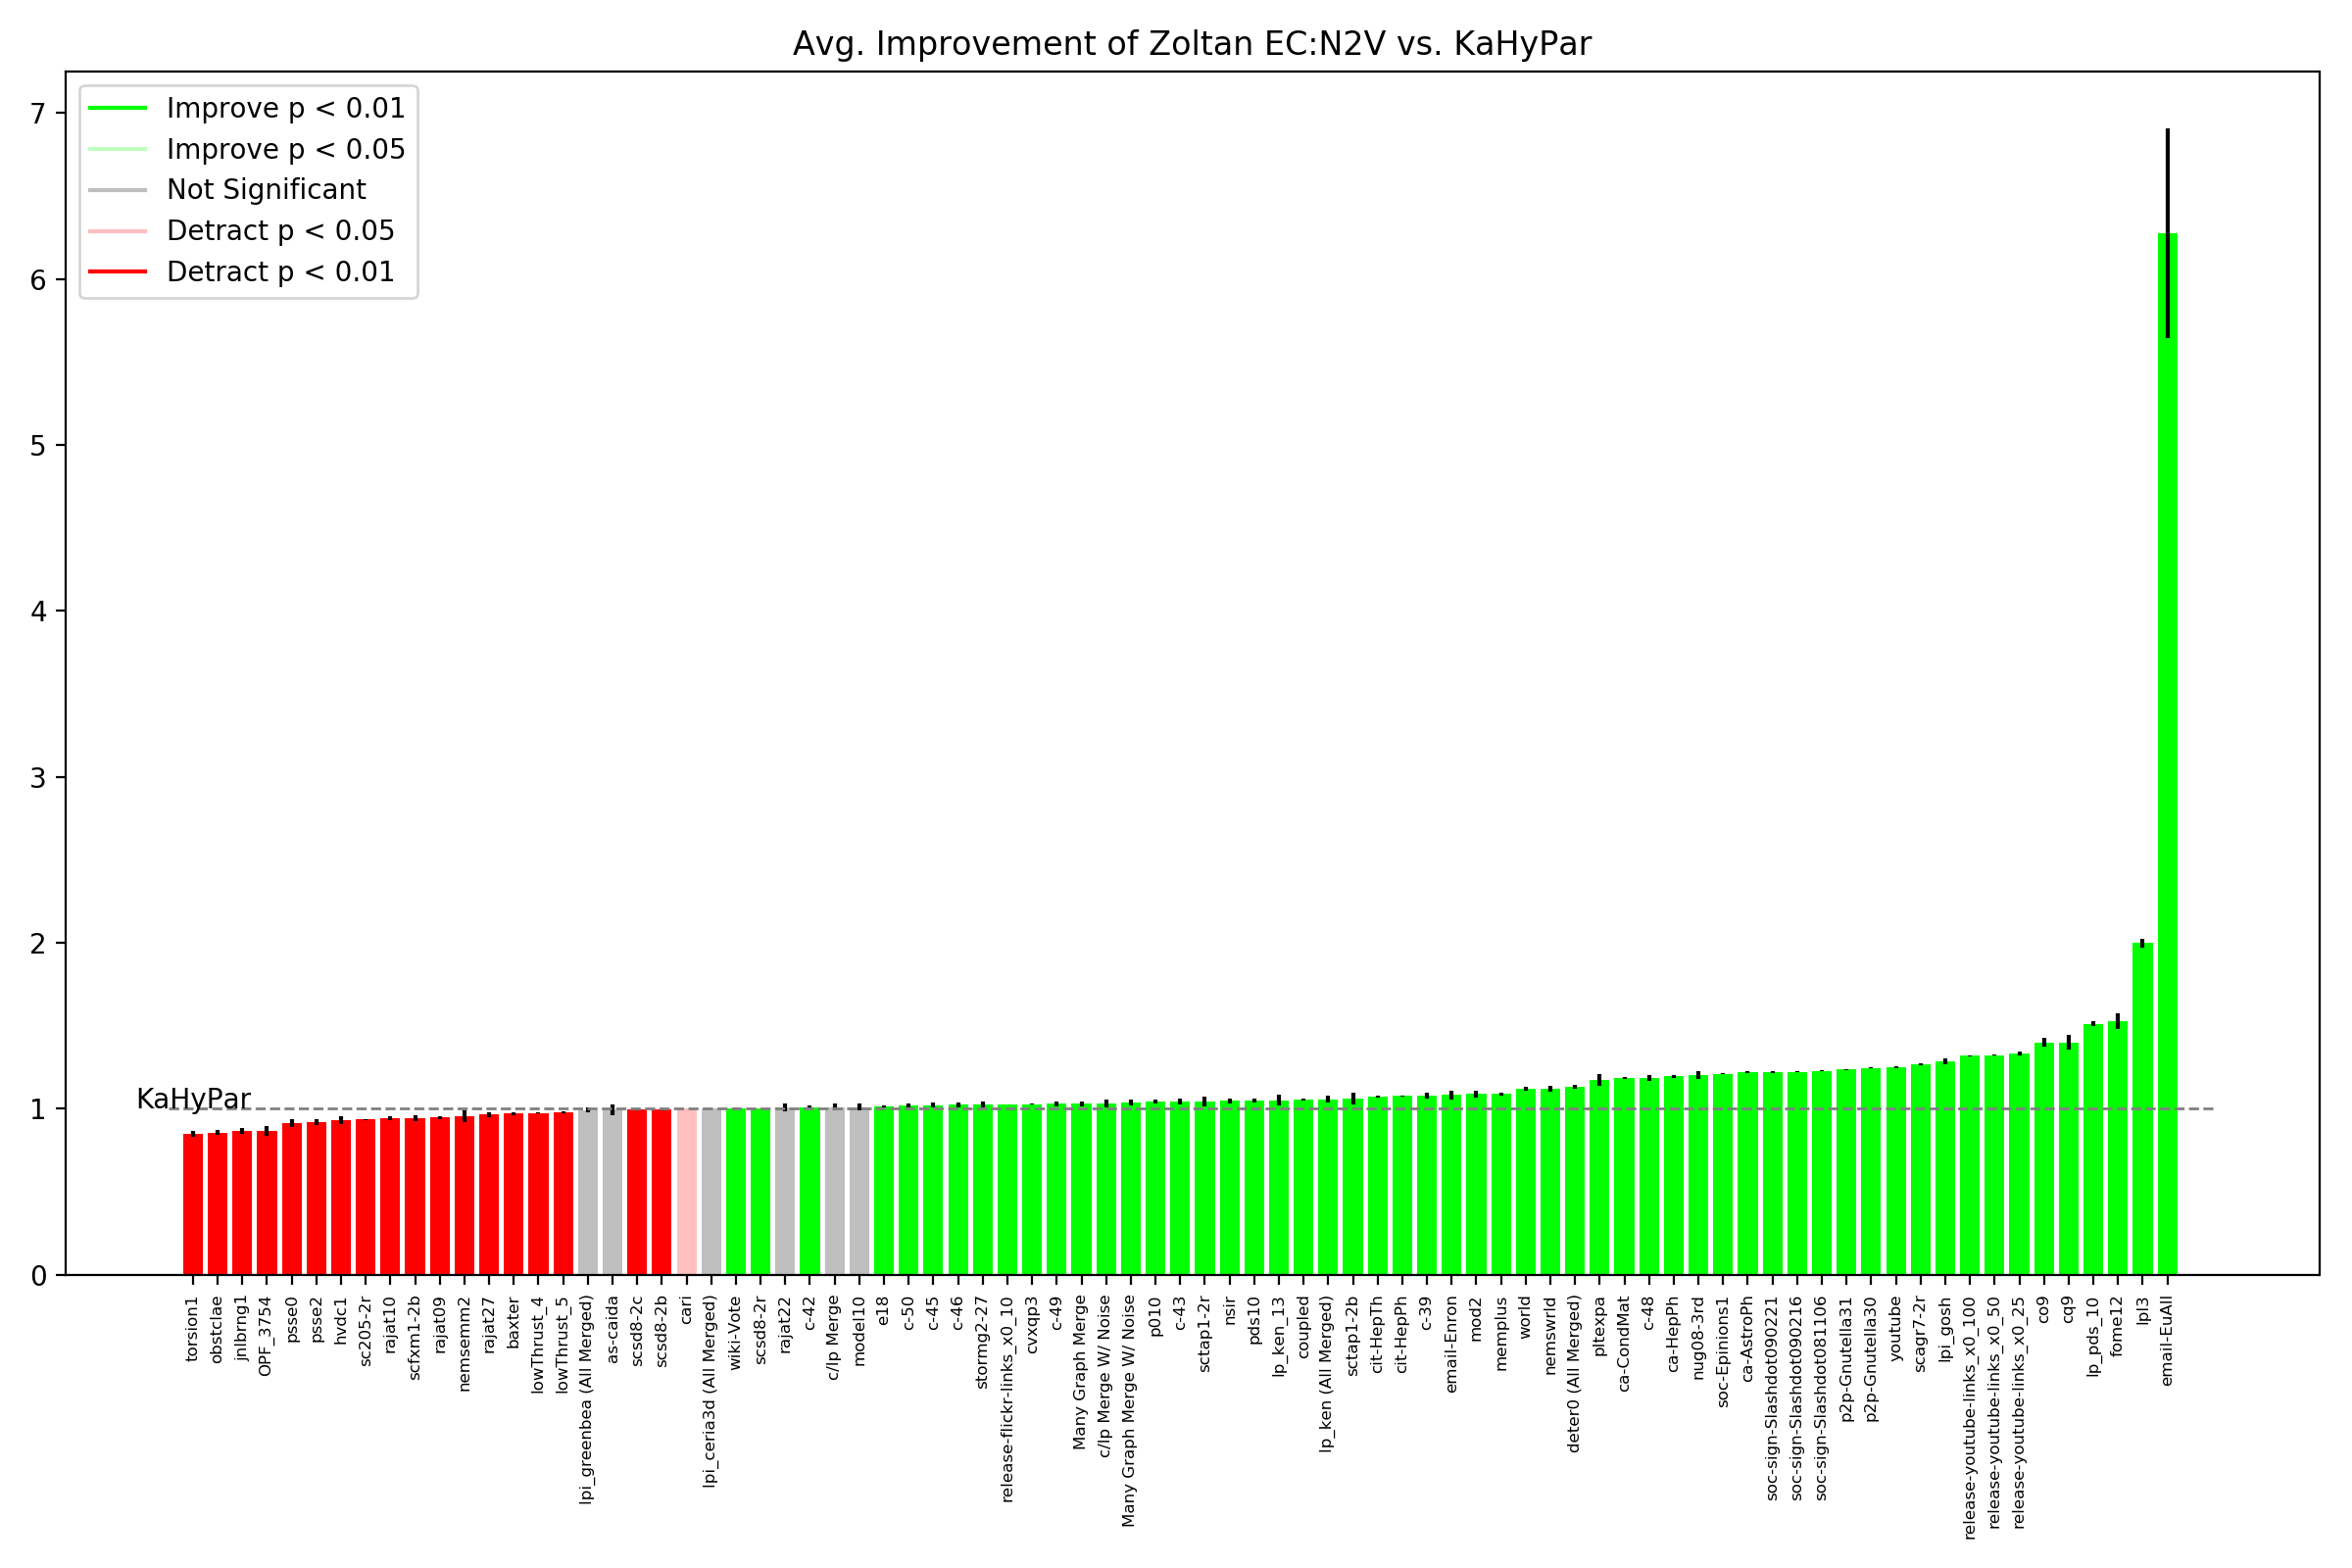 Avg. Improvement of Zoltan EC:N2V vs. KaHyPar
Improve p < 0.01
Improve p < 0.05
Not Significant
Detract p < 0.05
Detract p < 0.01
7
6
5
4
3
2
1
0
KaHyPar
torsion1
obstclae
jnlbrng1
OPF_3754
psse0
psse2
hvdc1
sc205-2r
rajat10
scfxm1-2b
rajat09
nemsemm2
rajat27
baxter
lowThrust_4
lowThrust_5
lpi_greenbea (All Merged)
as-caida
scsd8-2c
scsd8-2b
cari
lpi_ceria3d (All Merged)
wiki-Vote
scsd8-2r
rajat22
c-42
c/lp Merge
model10
e18
c-50
c-45
c-46
stormg2-27
release-flickr-links_x0_10
cvxqp3
c-49
Many Graph Merge
c/lp Merge W/ Noise
Many Graph Merge W/ Noise
p010
c-43
sctap1-2r
nsir
pds10
lp_ken_13
coupled
lp_ken (All Merged)
sctap1-2b
cit-HepTh
cit-HepPh
c-39
email-Enron
mod2
memplus
world
nemswrld
deter0 (All Merged)
pltexpa
ca-CondMat
c-48
ca-HepPh
nug08-3rd
soc-Epinions1
ca-AstroPh
soc-sign-Slashdot090221
soc-sign-Slashdot090216
soc-sign-Slashdot081106
p2p-Gnutella31
p2p-Gnutella30
youtube
scagr7-2r
lpi_gosh
release-youtube-links_x0_100
release-youtube-links_x0_50
release-youtube-links_x0_25
co9
cq9
lp_pds_10
fome12
lpl3
email-EuAll